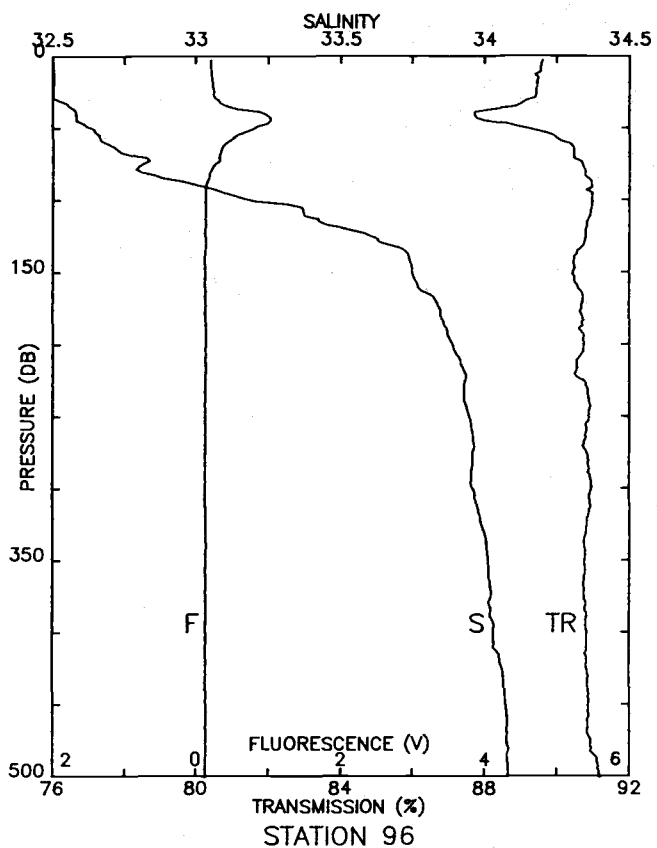 SALINITY
32.5 33 33.5 34 34.5
0
150
PRESSURE (DB)
350
F S TR
FLUORESCENCE (V)
2 0 2 4 6
500
76 80 84 88 92
TRANSMISSION (%)
STATION 96